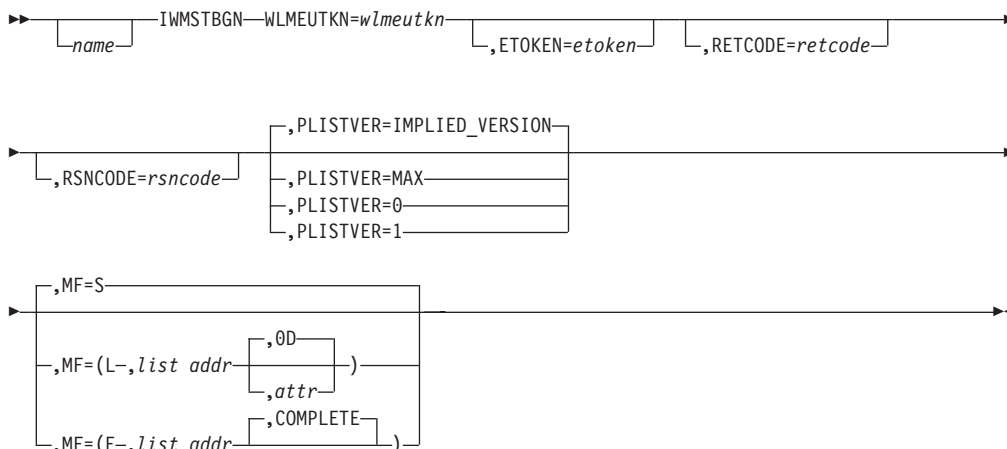 IWMSTBGN WLMEUTKN=wlmeutkn
name ,ETOKEN=etoken ,RETCODE=retcode
,PLISTVER=IMPLIED_VERSION
,RSNCODE=rsncode ,PLISTVER=MAX
,PLISTVER=0
,PLISTVER=1
,MF=S
,0D
,MF=(L ,list addr )
,attr
,COMPLETE
,MF=(E ,list addr )